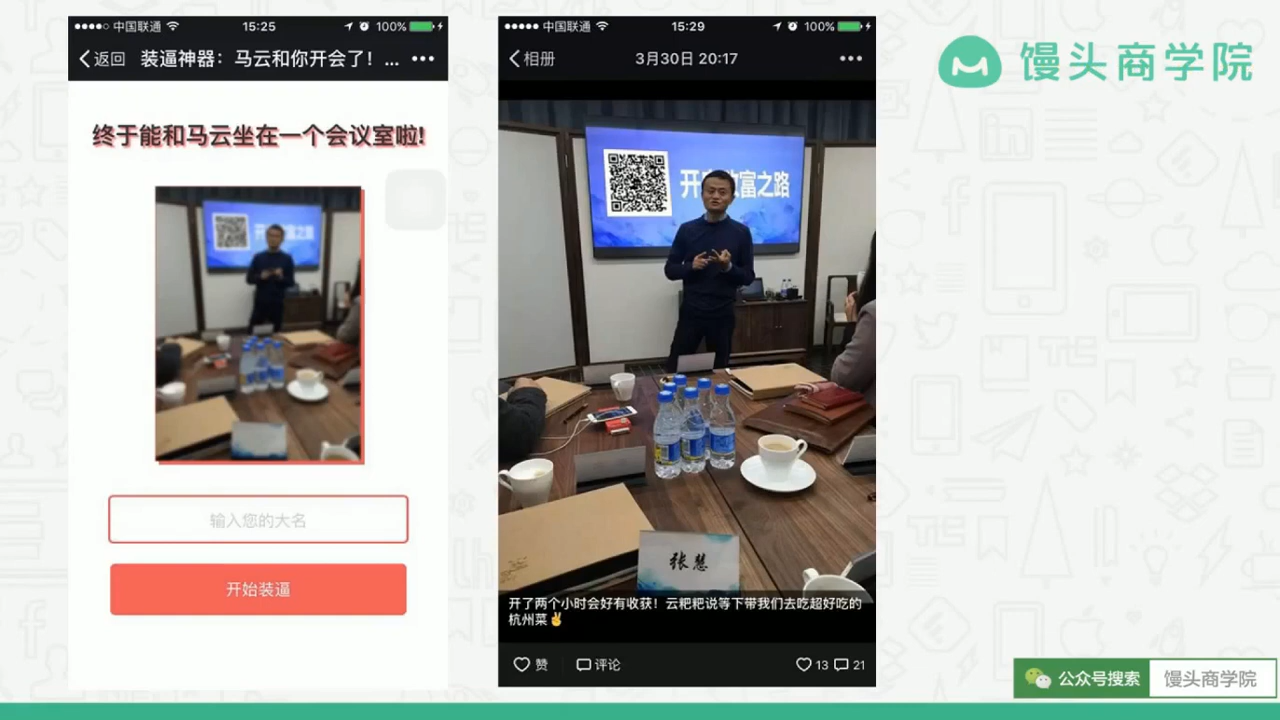 中国联通
15:25
100%
返回
装逼神器：马云和你开会了！...
终于能和马云坐在一个会议室啦!
输入您的大名
开始装逼
中国联通
15:29
100%
相册
3月30日 20:17
张慧
开了两个小时会好有收获！云粑粑说等下带我们去吃超好吃的
杭州菜✌
赞
评论
13
21
馒头商学院
公众号搜索
馒头商学院